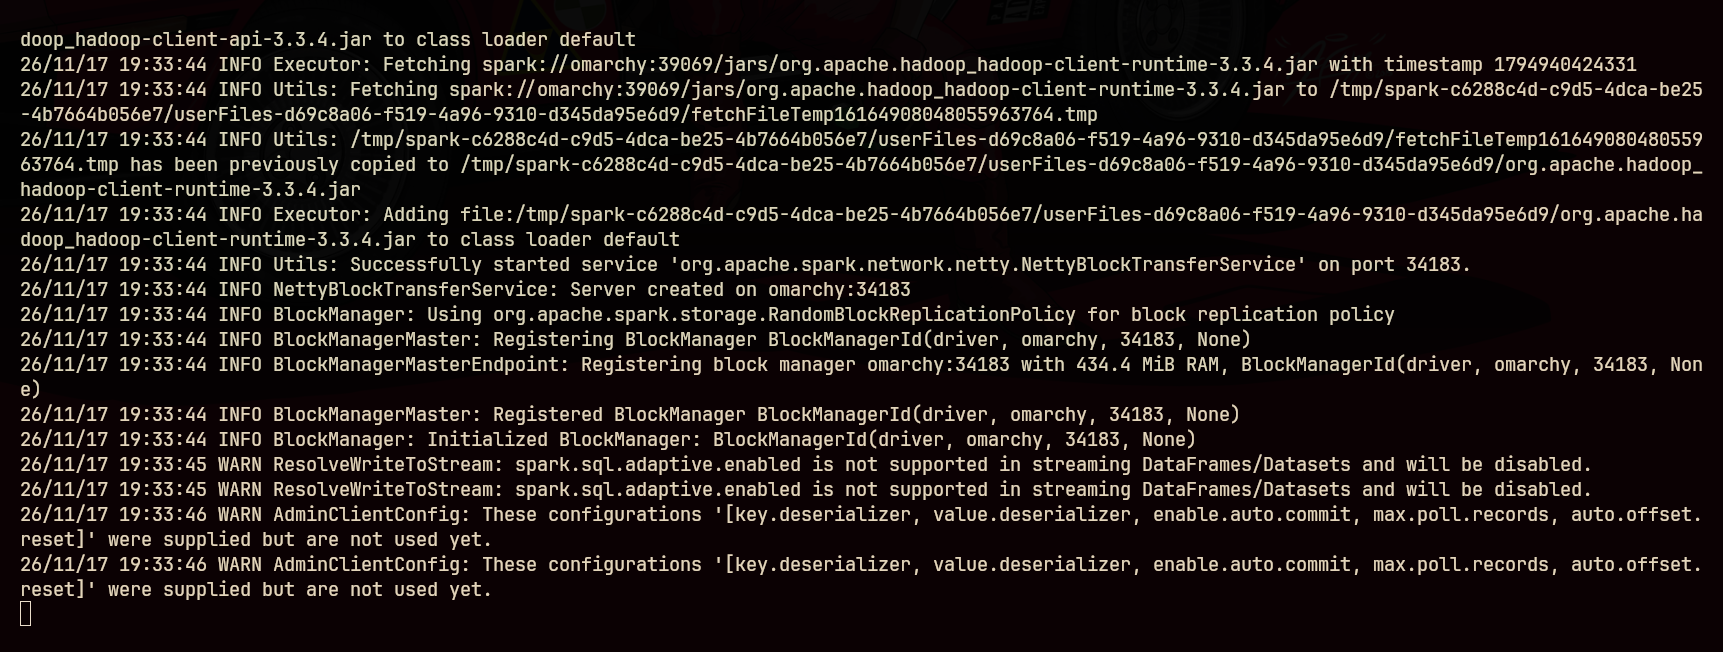 doop_hadoop-client-api-3.3.4.jar to class loader default
26/11/17 19:33:44 INFO Executor: Fetching spark://omarchy:39069/jars/org.apache.hadoop_hadoop-client-runtime-3.3.4.jar with timestamp 1794940424331
26/11/17 19:33:44 INFO Utils: Fetching spark://omarchy:39069/jars/org.apache.hadoop_hadoop-client-runtime-3.3.4.jar to /tmp/spark-c6288c4d-c9d5-4dca-be25
-4b7664b056e7/userFiles-d69c8a06-f519-4a96-9310-d345da95e6d9/fetchFileTemp16164908048055963764.tmp
26/11/17 19:33:44 INFO Utils: /tmp/spark-c6288c4d-c9d5-4dca-be25-4b7664b056e7/userFiles-d69c8a06-f519-4a96-9310-d345da95e6d9/fetchFileTemp161649080480559
63764.tmp has been previously copied to /tmp/spark-c6288c4d-c9d5-4dca-be25-4b7664b056e7/userFiles-d69c8a06-f519-4a96-9310-d345da95e6d9/org.apache.hadoop_
hadoop-client-runtime-3.3.4.jar
26/11/17 19:33:44 INFO Executor: Adding file:/tmp/spark-c6288c4d-c9d5-4dca-be25-4b7664b056e7/userFiles-d69c8a06-f519-4a96-9310-d345da95e6d9/org.apache.ha
doop_hadoop-client-runtime-3.3.4.jar to class loader default
26/11/17 19:33:44 INFO Utils: Successfully started service 'org.apache.spark.network.netty.NettyBlockTransferService' on port 34183.
26/11/17 19:33:44 INFO NettyBlockTransferService: Server created on omarchy:34183
26/11/17 19:33:44 INFO BlockManager: Using org.apache.spark.storage.RandomBlockReplicationPolicy for block replication policy
26/11/17 19:33:44 INFO BlockManagerMaster: Registering BlockManager BlockManagerId(driver, omarchy, 34183, None)
26/11/17 19:33:44 INFO BlockManagerMasterEndpoint: Registering block manager omarchy:34183 with 434.4 MiB RAM, BlockManagerId(driver, omarchy, 34183, Non
e)
26/11/17 19:33:44 INFO BlockManagerMaster: Registered BlockManager BlockManagerId(driver, omarchy, 34183, None)
26/11/17 19:33:44 INFO BlockManager: Initialized BlockManager: BlockManagerId(driver, omarchy, 34183, None)
26/11/17 19:33:45 WARN ResolveWriteToStream: spark.sql.adaptive.enabled is not supported in streaming DataFrames/Datasets and will be disabled.
26/11/17 19:33:45 WARN ResolveWriteToStream: spark.sql.adaptive.enabled is not supported in streaming DataFrames/Datasets and will be disabled.
26/11/17 19:33:46 WARN AdminClientConfig: These configurations '[key.deserializer, value.deserializer, enable.auto.commit, max.poll.records, auto.offset.
reset]' were supplied but are not used yet.
26/11/17 19:33:46 WARN AdminClientConfig: These configurations '[key.deserializer, value.deserializer, enable.auto.commit, max.poll.records, auto.offset.
reset]' were supplied but are not used yet.